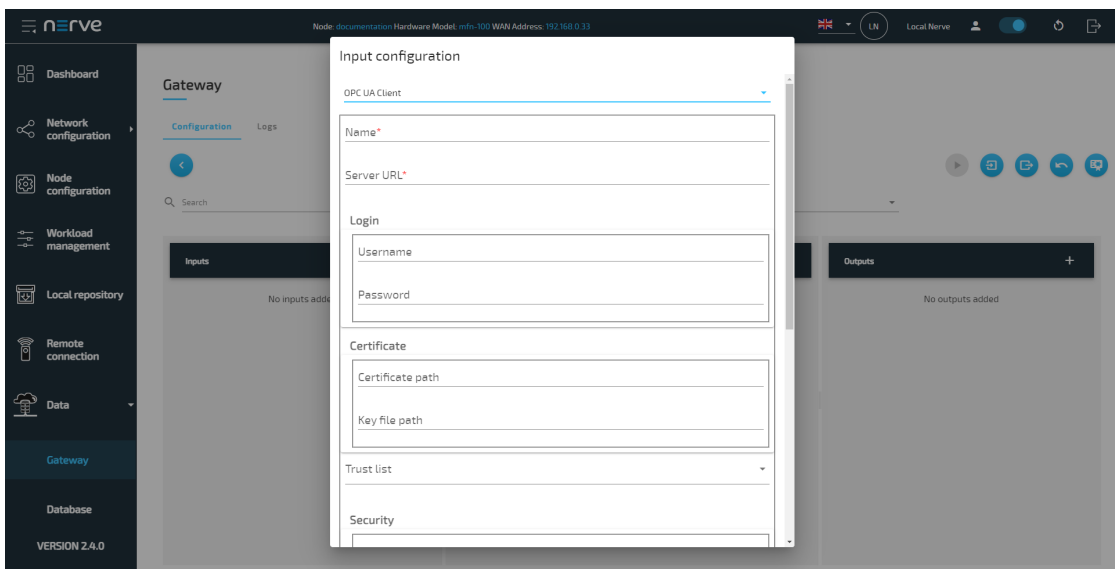 nerve
Node: documentation Hardware Model: mfn-100 WAN Address: 192.168.0.33
LN
Local Nerve
Dashboard
Network
configuration
Node
configuration
Workload
management
Local repository
Remote
connection
Data
Gateway
Database
VERSION 2.4.0
Gateway
Configuration
Logs
Search
Inputs
No inputs adde
Input configuration
OPC UA Client
Name*
Server URL*
Login
Username
Password
Certificate
Certificate path
Key file path
Trust list
Security
Outputs +
No outputs added